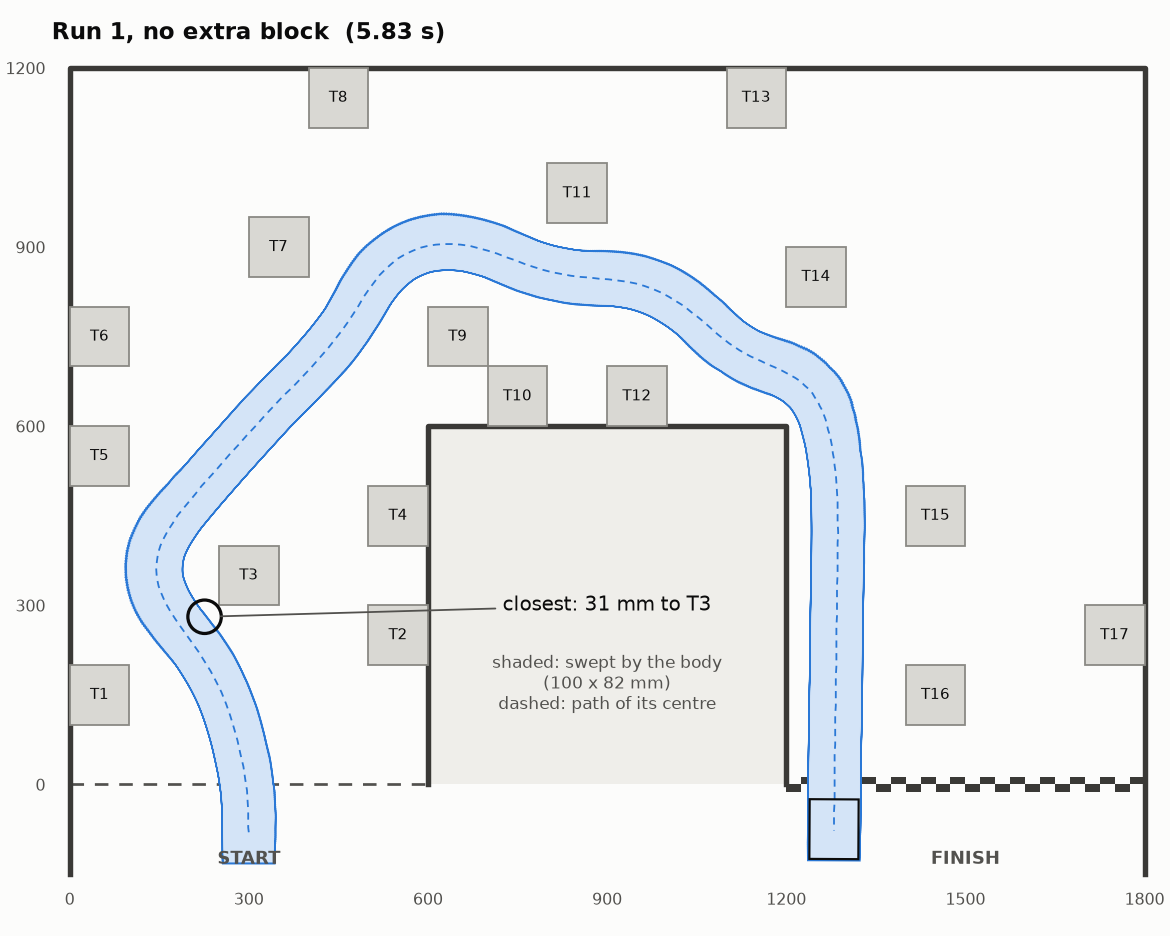 Run 1, no extra block  (5.83 s)
1200
T8
T13
T11
T7
900
T14
T6
T9
T10
T12
600
T5
T4
T15
T3
closest: 31 mm to T3
300
T2
T17
shaded: swept by the body
(100 x 82 mm)
dashed: path of its centre
T1
T16
0
START
FINISH
0
300
600
900
1200
1500
1800